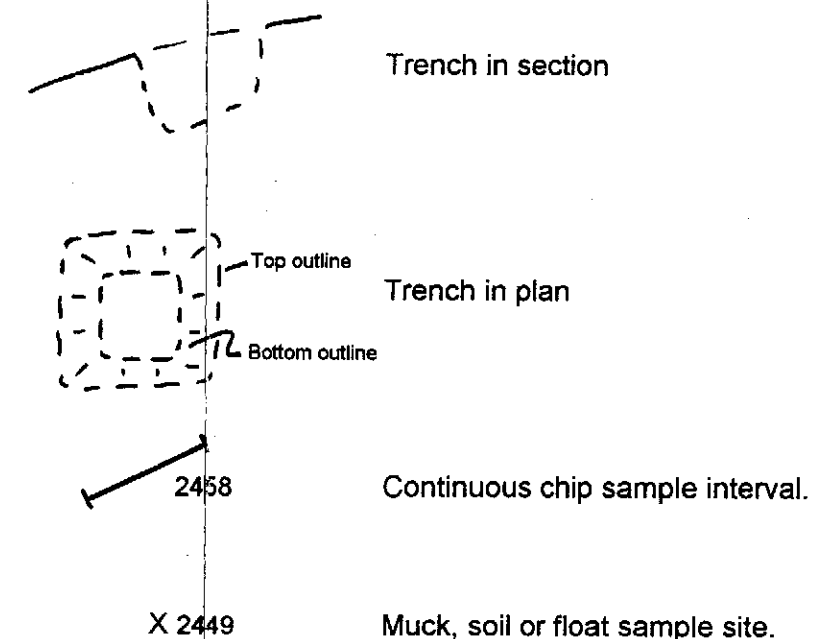 Trench in section
Top outline
Trench in plan
Bottom outline
2458 Continuous chip sample interval.
X 2449 Muck, soil or float sample site.